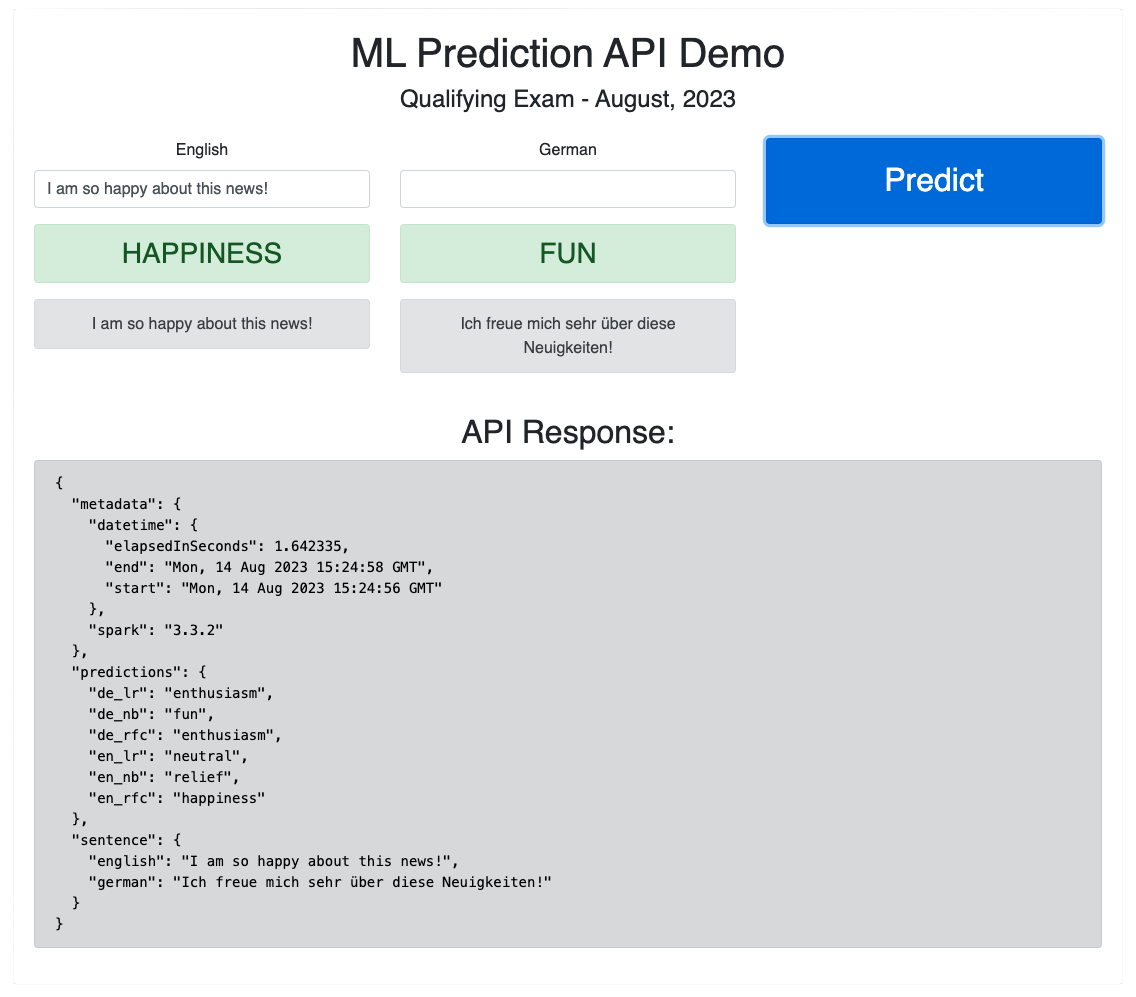 ML Prediction API Demo
Qualifying Exam - August, 2023
English
I am so happy about this news!
HAPPINESS
I am so happy about this news!
German
FUN
Ich freue mich sehr über diese
Neuigkeiten!
Predict
API Response:
{
  "metadata": {
    "datetime": {
      "elapsedInSeconds": 1.642335,
      "end": "Mon, 14 Aug 2023 15:24:58 GMT",
      "start": "Mon, 14 Aug 2023 15:24:56 GMT"
    },
    "spark": "3.3.2"
  },
  "predictions": {
    "de_lr": "enthusiasm",
    "de_nb": "fun",
    "de_rfc": "enthusiasm",
    "en_lr": "neutral",
    "en_nb": "relief",
    "en_rfc": "happiness"
  },
  "sentence": {
    "english": "I am so happy about this news!",
    "german": "Ich freue mich sehr über diese Neuigkeiten!"
  }
}